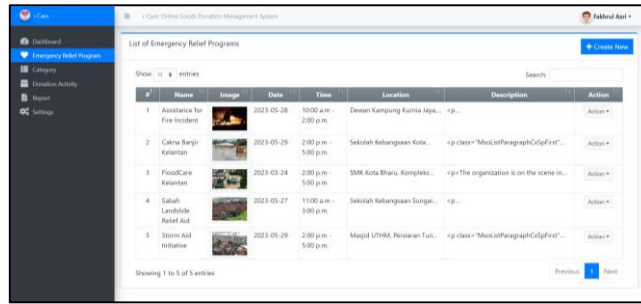 i-Care
i-Care: Online Goods Donation Management System
Fakhrul Azri
Dashboard
Emergency Relief Program
Category
Donation Activity
Report
Settings
List of Emergency Relief Programs
+ Create New
Show 10 entries
Search:
# Name Image Date Time Location Description Action
1 Assistance for Fire Incident 2023-05-28 10:00 a.m - 2:00 p.m. Dewan Kampung Kurnia Jaya,... <p... Action
2 Cakna Banjir Kelantan 2023-05-29 2:00 p.m - 5:00 p.m. Sekolah Kebangsaan Kota... <p class="MsoListParagraphCxSpFirst"... Action
3 FloodCare Kelantan 2023-03-24 2:00 p.m - 5:00 p.m. SMK Kota Bharu, Kompleks... <p>The organization is on the scene in... Action
4 Sabah Landslide Relief Aid 2023-05-27 11:00 a.m - 3:00 p.m. Sekolah Kebangsaan Sungai... <p... Action
5 Storm Aid Initiative 2023-05-29 2:00 p.m - 5:00 p.m. Masjid UTHM, Persiaran Tun... <p class="MsoListParagraphCxSpFirst"... Action
Showing 1 to 5 of 5 entries
Previous 1 Next